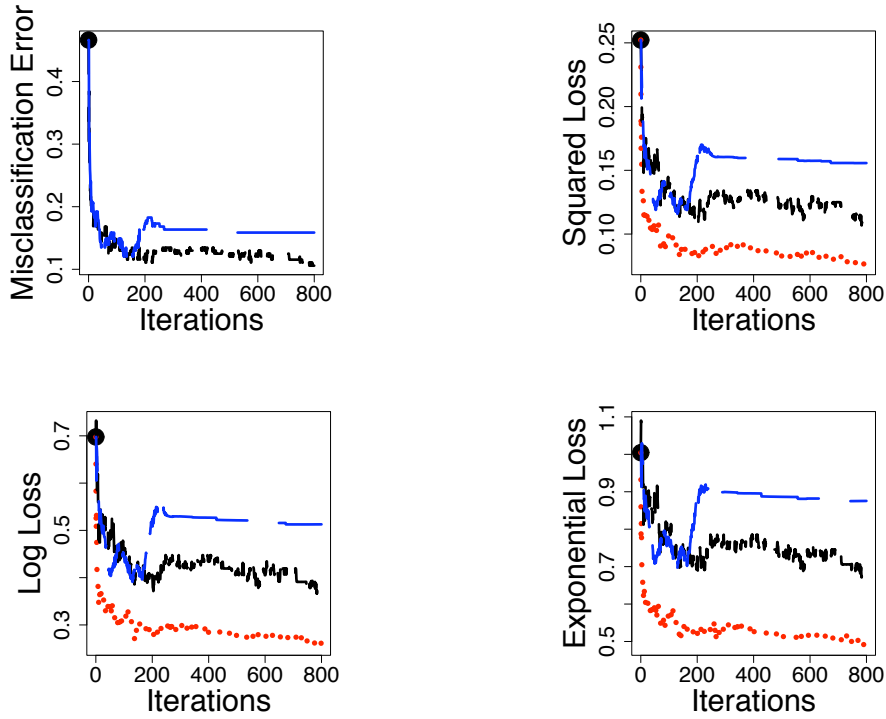 Misclassification Error
0.4
0.3
0.2
0.1
0 200 400 600 800
Iterations
Squared Loss
0.25
0.20
0.15
0.10
0 200 400 600 800
Iterations
Log Loss
0.7
0.5
0.3
0 200 400 600 800
Iterations
Exponential Loss
1.1
0.9
0.7
0.5
0 200 400 600 800
Iterations